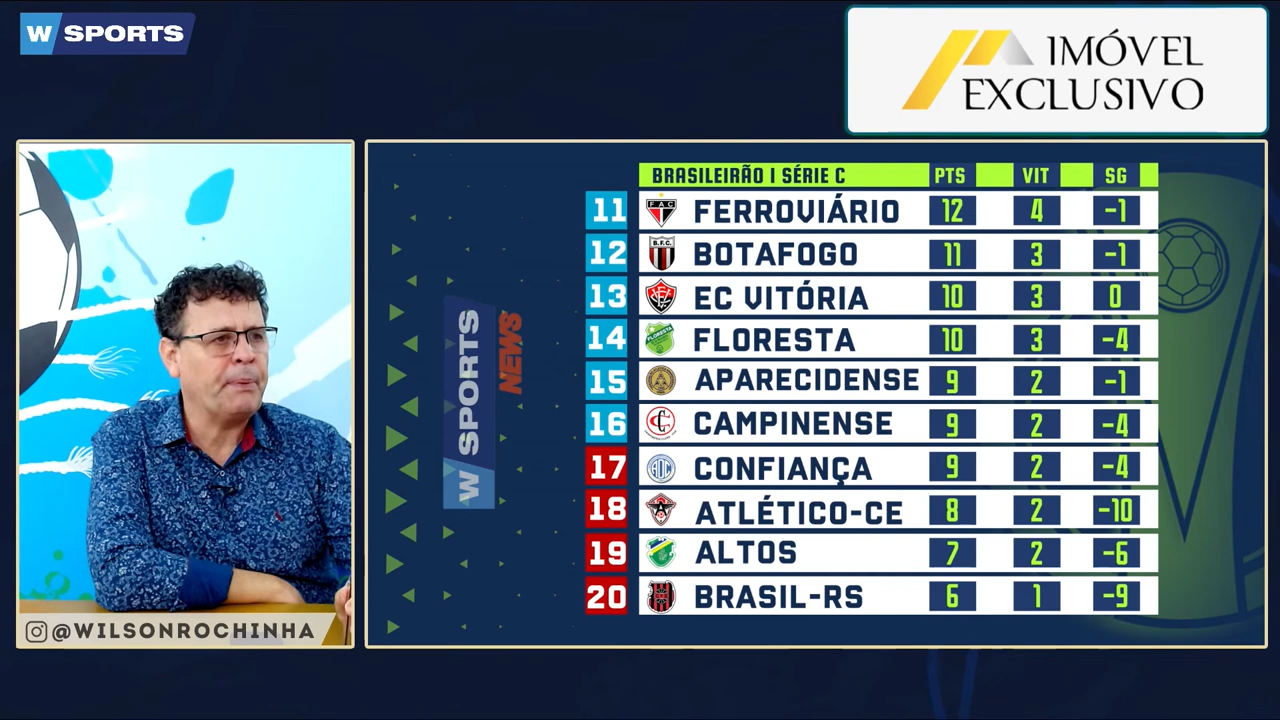 W SPORTS
IMÓVEL
EXCLUSIVO
BRASILEIRÃO I SÉRIE C PTS VIT SG
11 FERROVIÁRIO 12 4 -1
12 BOTAFOGO 11 3 -1
13 EC VITÓRIA 10 3 0
14 FLORESTA 10 3 -4
15 APARECIDENSE 9 2 -1
16 CAMPINENSE 9 2 -4
17 CONFIANÇA 9 2 -4
18 ATLÉTICO-CE 8 2 -10
19 ALTOS 7 2 -6
20 BRASIL-RS 6 1 -9
W SPORTS
NEWS
@WILSONROCHINHA